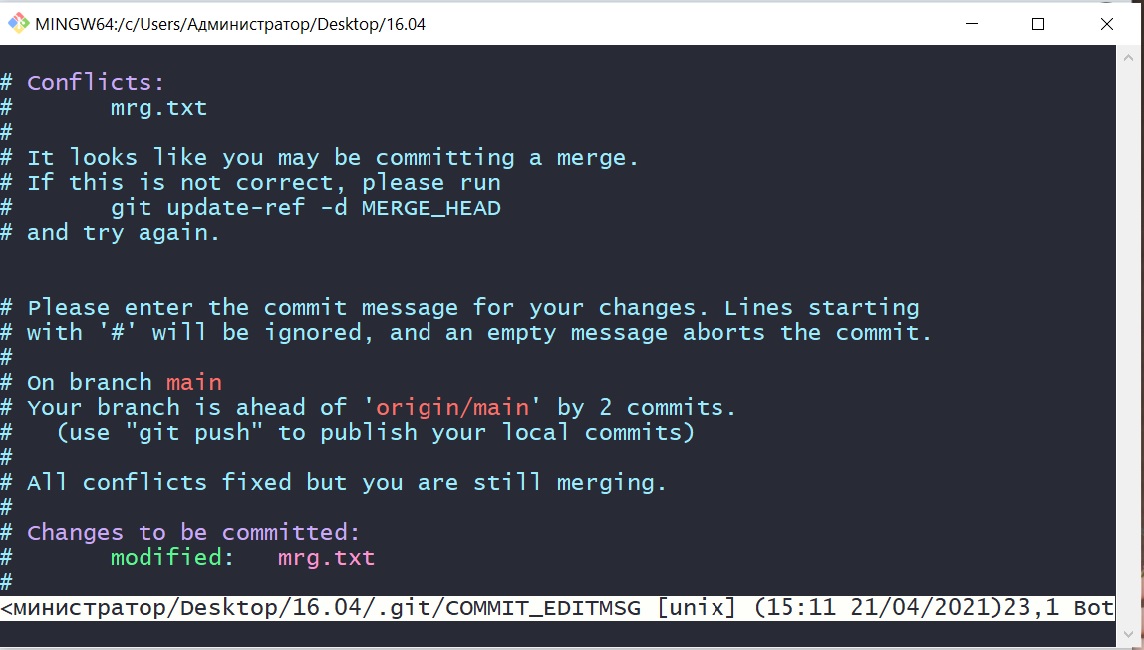 MINGW64:/c/Users/Администратор/Desktop/16.04
# Conflicts:
#       mrg.txt
#
# It looks like you may be committing a merge.
# If this is not correct, please run
#       git update-ref -d MERGE_HEAD
# and try again.
# Please enter the commit message for your changes. Lines starting
# with '#' will be ignored, and an empty message aborts the commit.
#
# On branch main
# Your branch is ahead of 'origin/main' by 2 commits.
#   (use "git push" to publish your local commits)
#
# All conflicts fixed but you are still merging.
#
# Changes to be committed:
#       modified:   mrg.txt
#
<министратор/Desktop/16.04/.git/COMMIT_EDITMSG [unix] (15:11 21/04/2021)23,1 Bot